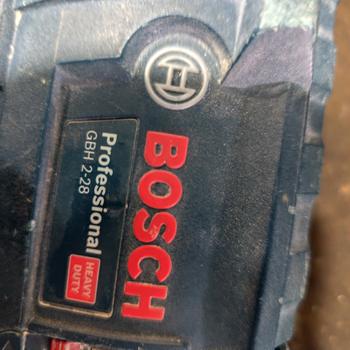 BOSCH
Professional
GBH 2-28
HEAVY
DUTY